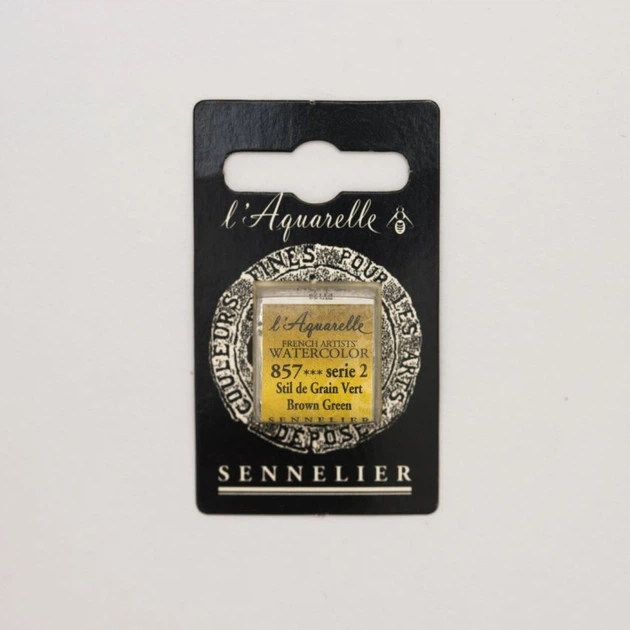 l'Aquarelle
COULEURS FINES POUR LES ARTS
l'Aquarelle
FRENCH ARTISTS'
WATERCOLOR
857*** serie 2
Stil de Grain Vert
Brown Green
SENNELIER
DÉPOSÉ
SENNELIER